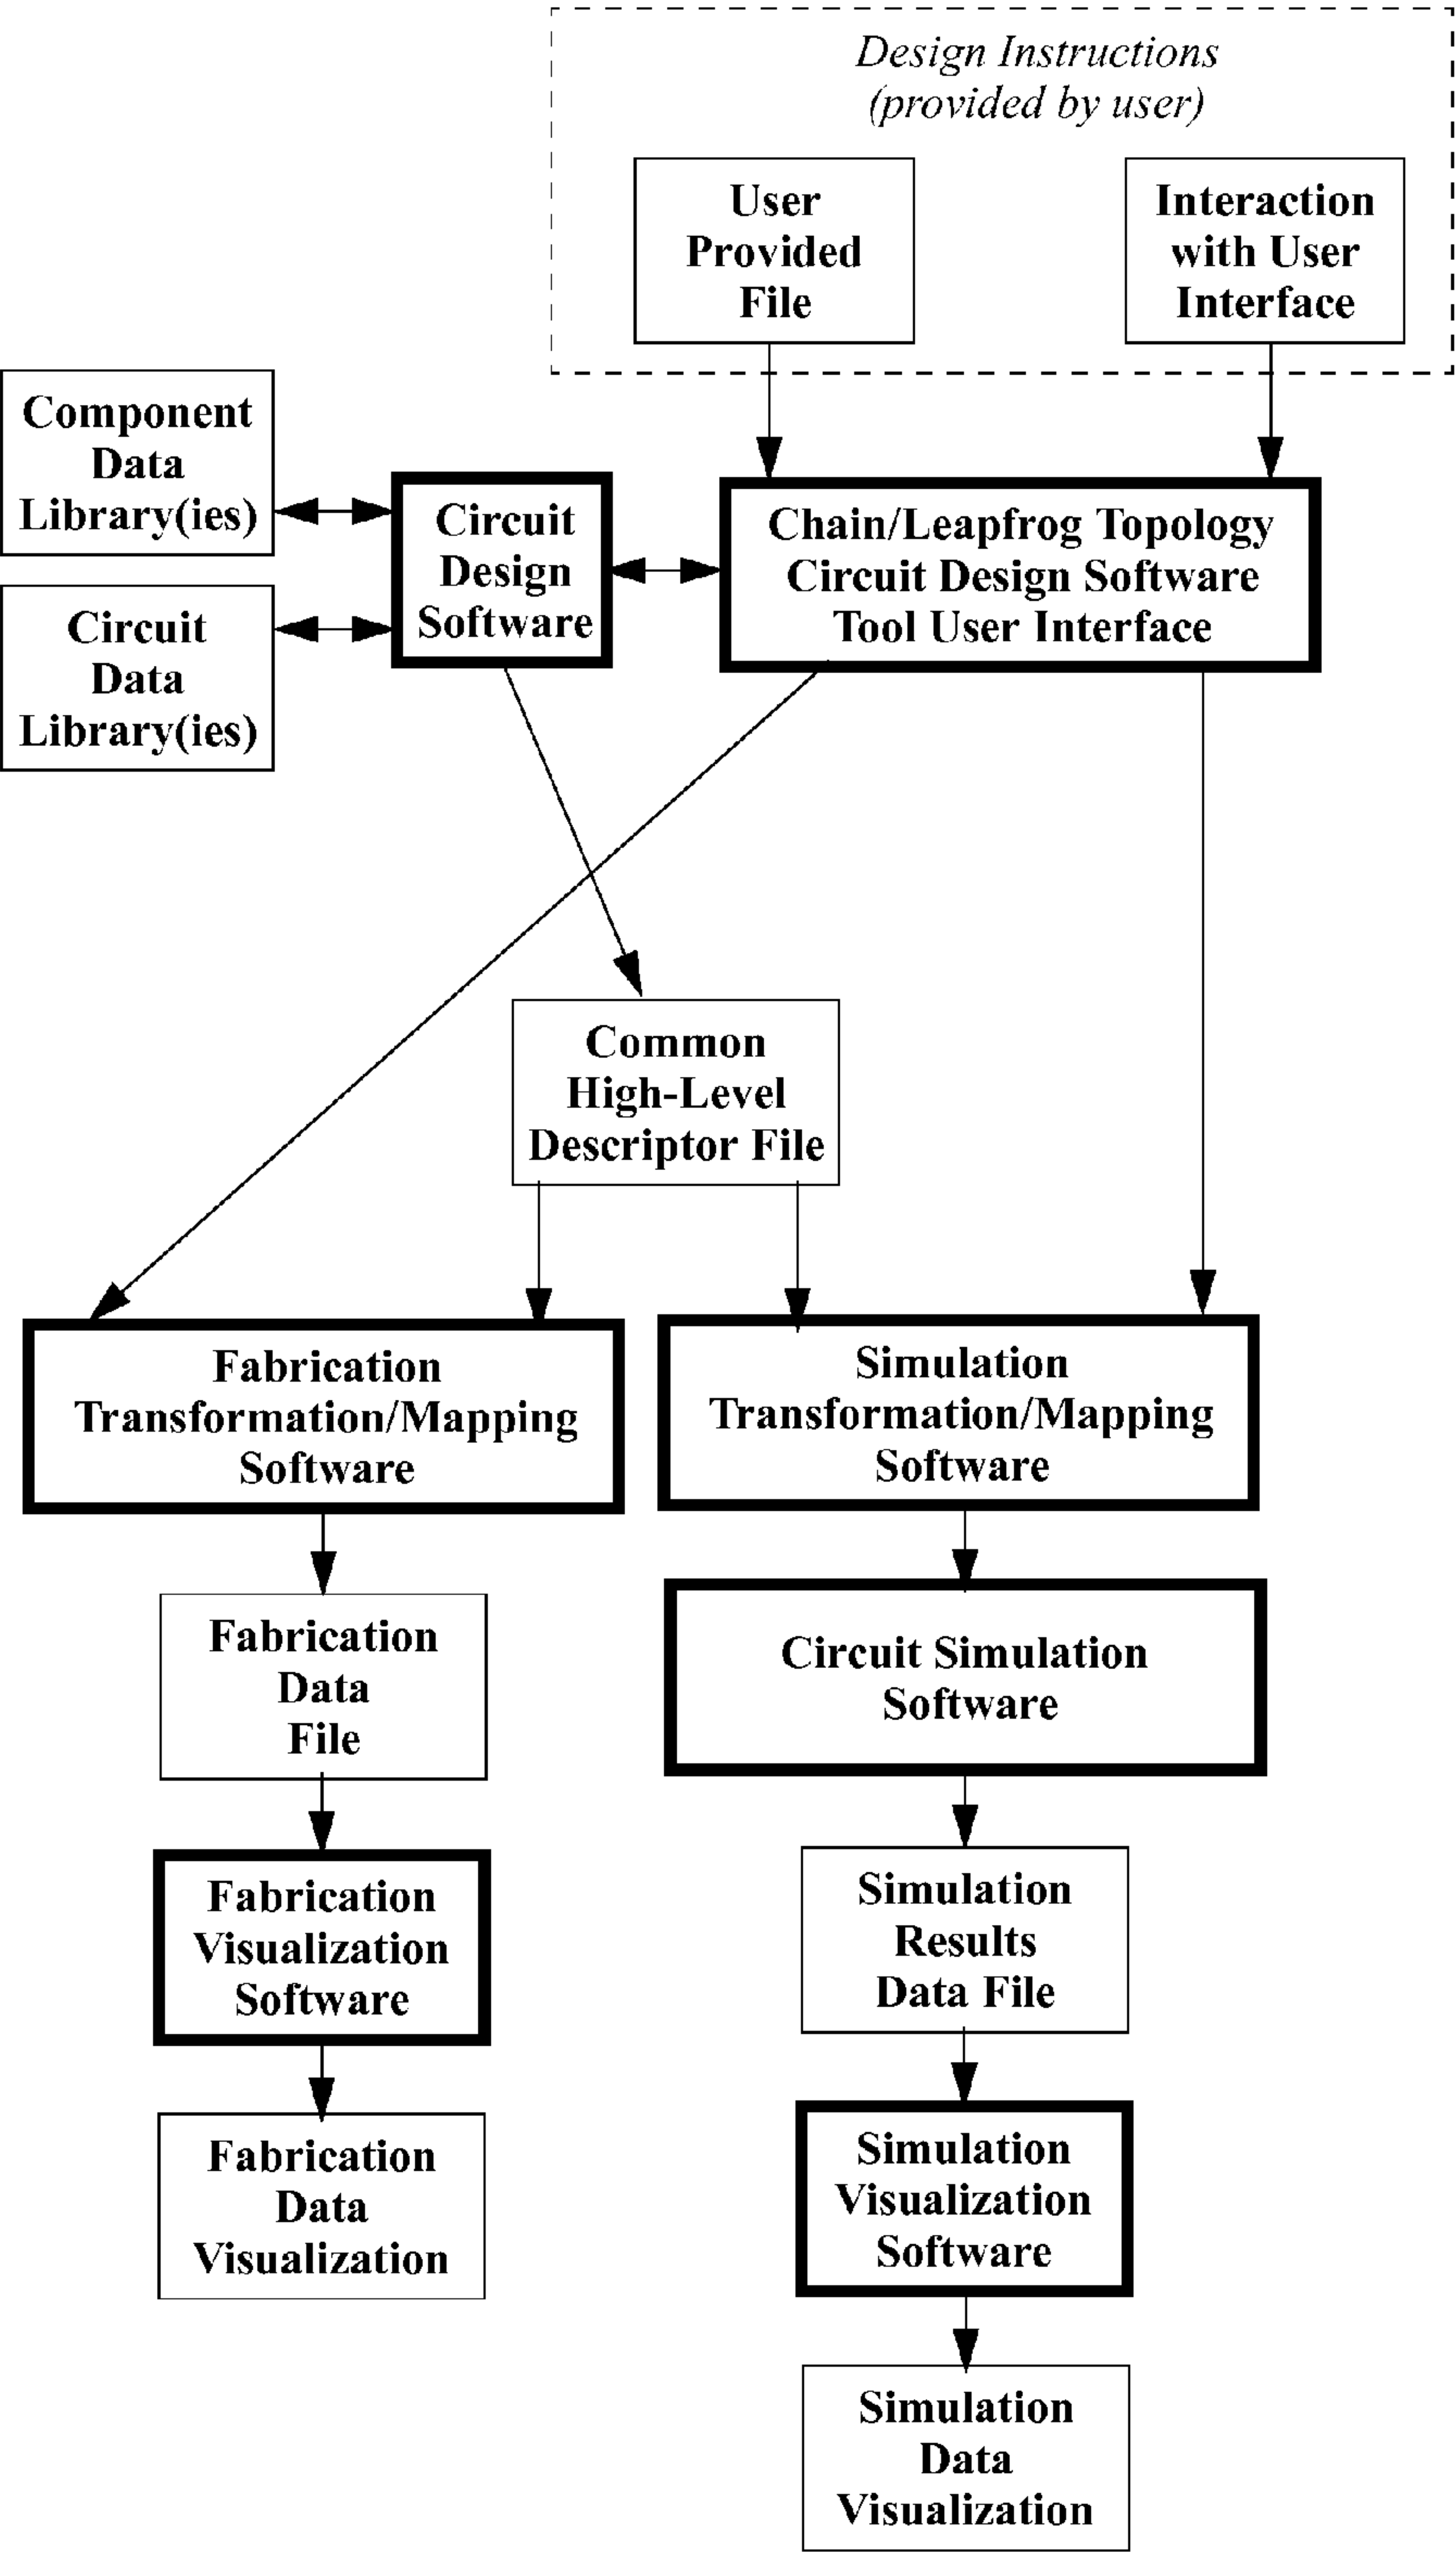 Design Instructions
(provided by user)
User
Provided
File
Interaction
with User
Interface
Component
Data
Library(ies)
Circuit
Data
Library(ies)
Circuit
Design
Software
Chain/Leapfrog Topology
Circuit Design Software
Tool User Interface
Common
High-Level
Descriptor File
Fabrication
Transformation/Mapping
Software
Simulation
Transformation/Mapping
Software
Fabrication
Data
File
Circuit Simulation
Software
Fabrication
Visualization
Software
Simulation
Results
Data File
Fabrication
Data
Visualization
Simulation
Visualization
Software
Simulation
Data
Visualization